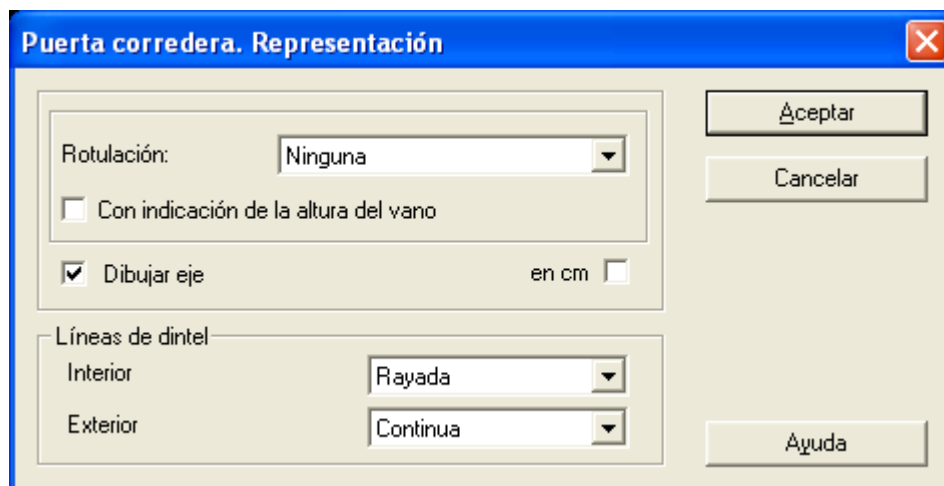 Puerta corredera. Representación
Rotulación:
Ninguna
Con indicación de la altura del vano
Dibujar eje
en cm
Líneas de dintel
Interior
Rayada
Exterior
Continua
Aceptar
Cancelar
Ayuda